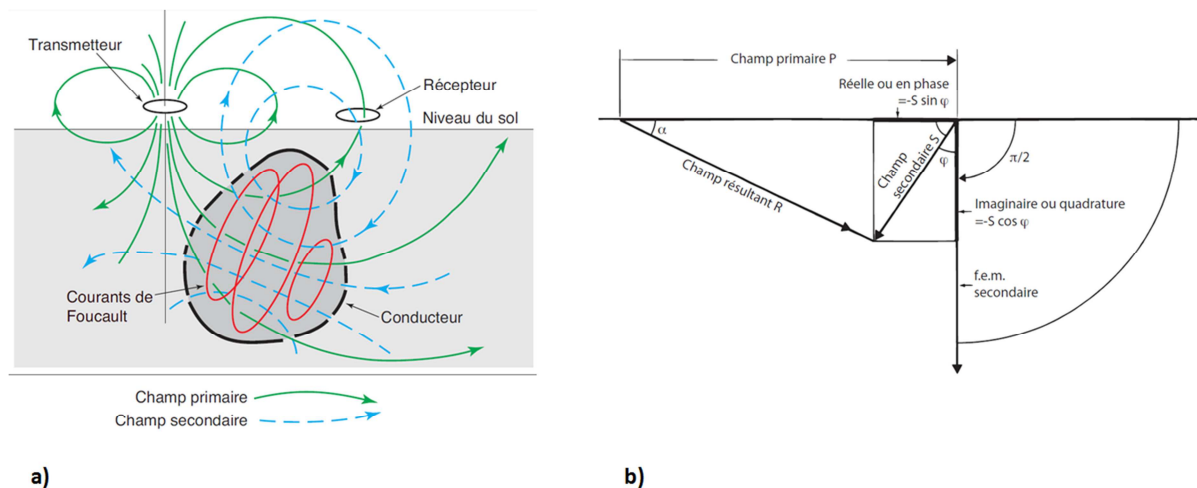 Transmetteur
Récepteur
Niveau du sol
Courants de
Foucault
Conducteur
Champ primaire
Champ secondaire
a)
Champ primaire P
Réelle ou en phase
=-S sin φ
α
Champ résultant R
Champ
secondaire S
φ
π/2
Imaginaire ou quadrature
=-S cos φ
f.e.m.
secondaire
b)